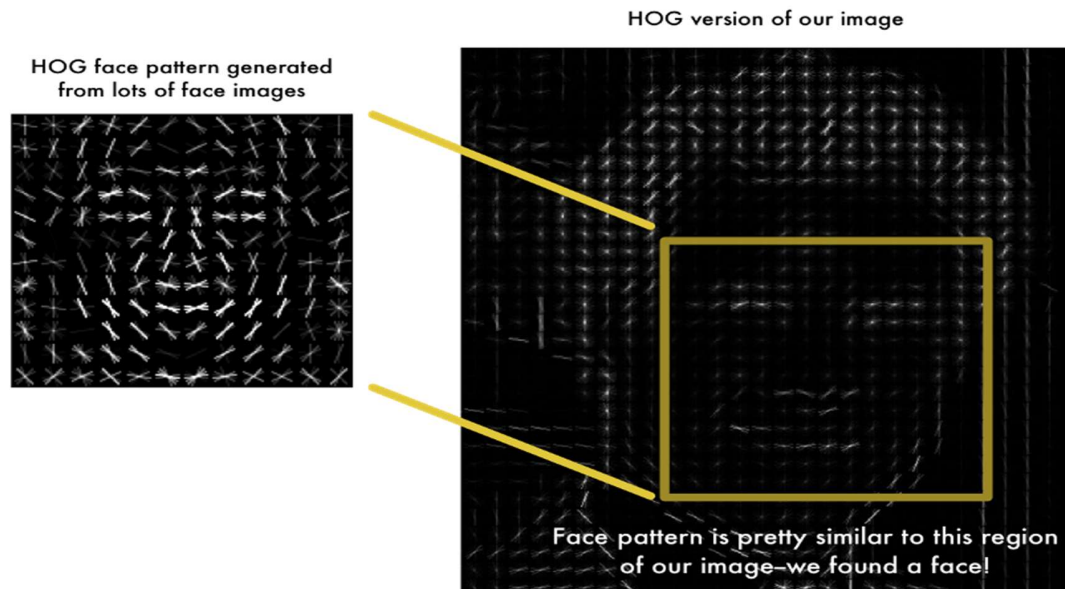 HOG version of our image
HOG face pattern generated
from lots of face images
Face pattern is pretty similar to this region
of our image–we found a face!